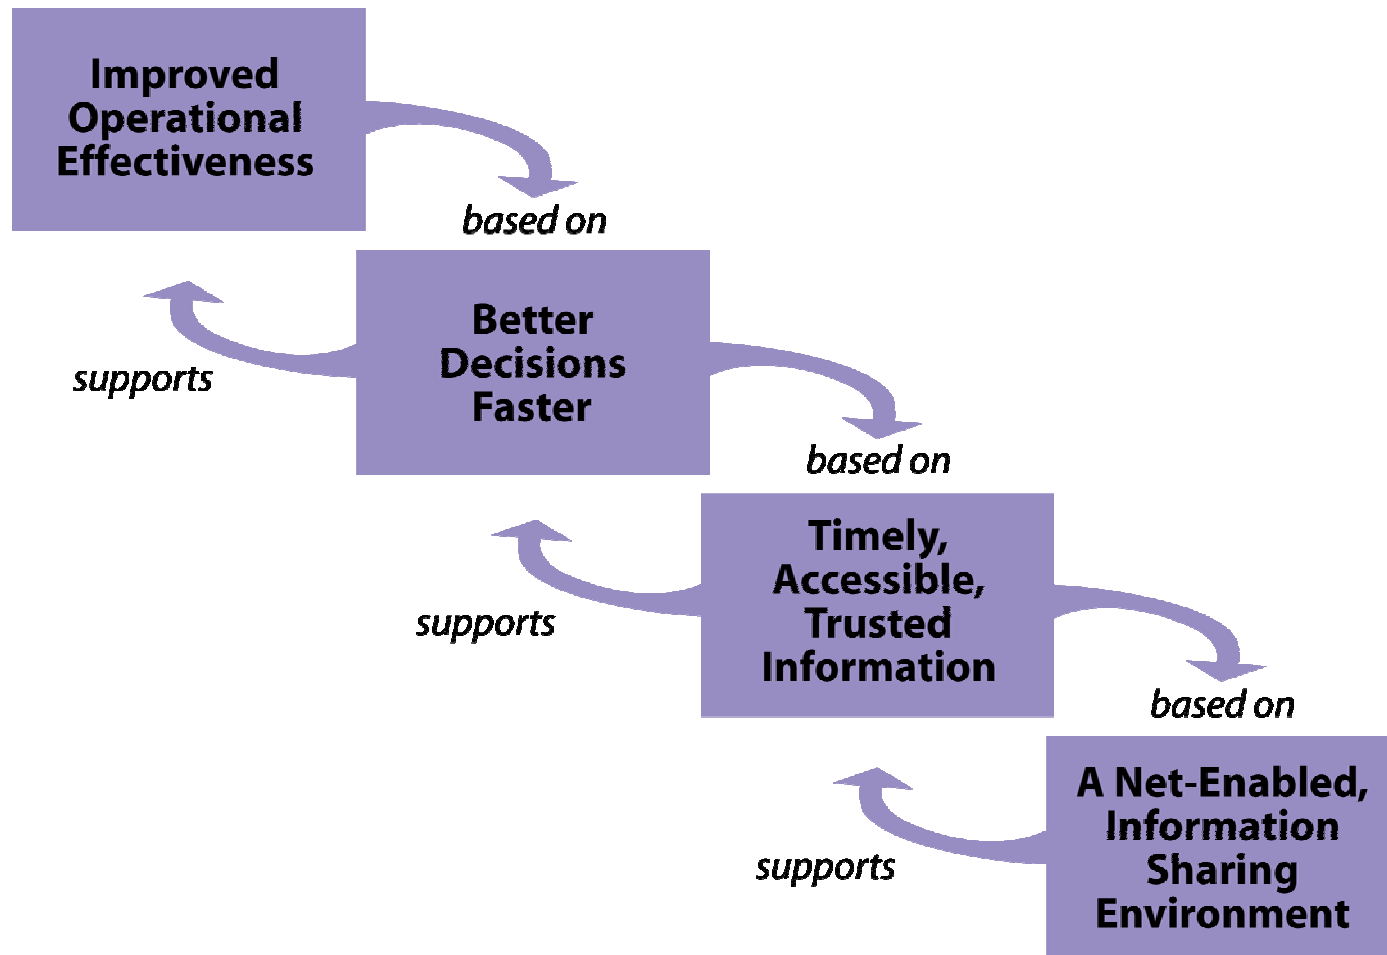 Improved
Operational
Effectiveness
based on
supports
Better
Decisions
Faster
based on
supports
Timely,
Accessible,
Trusted
Information
based on
supports
A Net-Enabled,
Information
Sharing
Environment